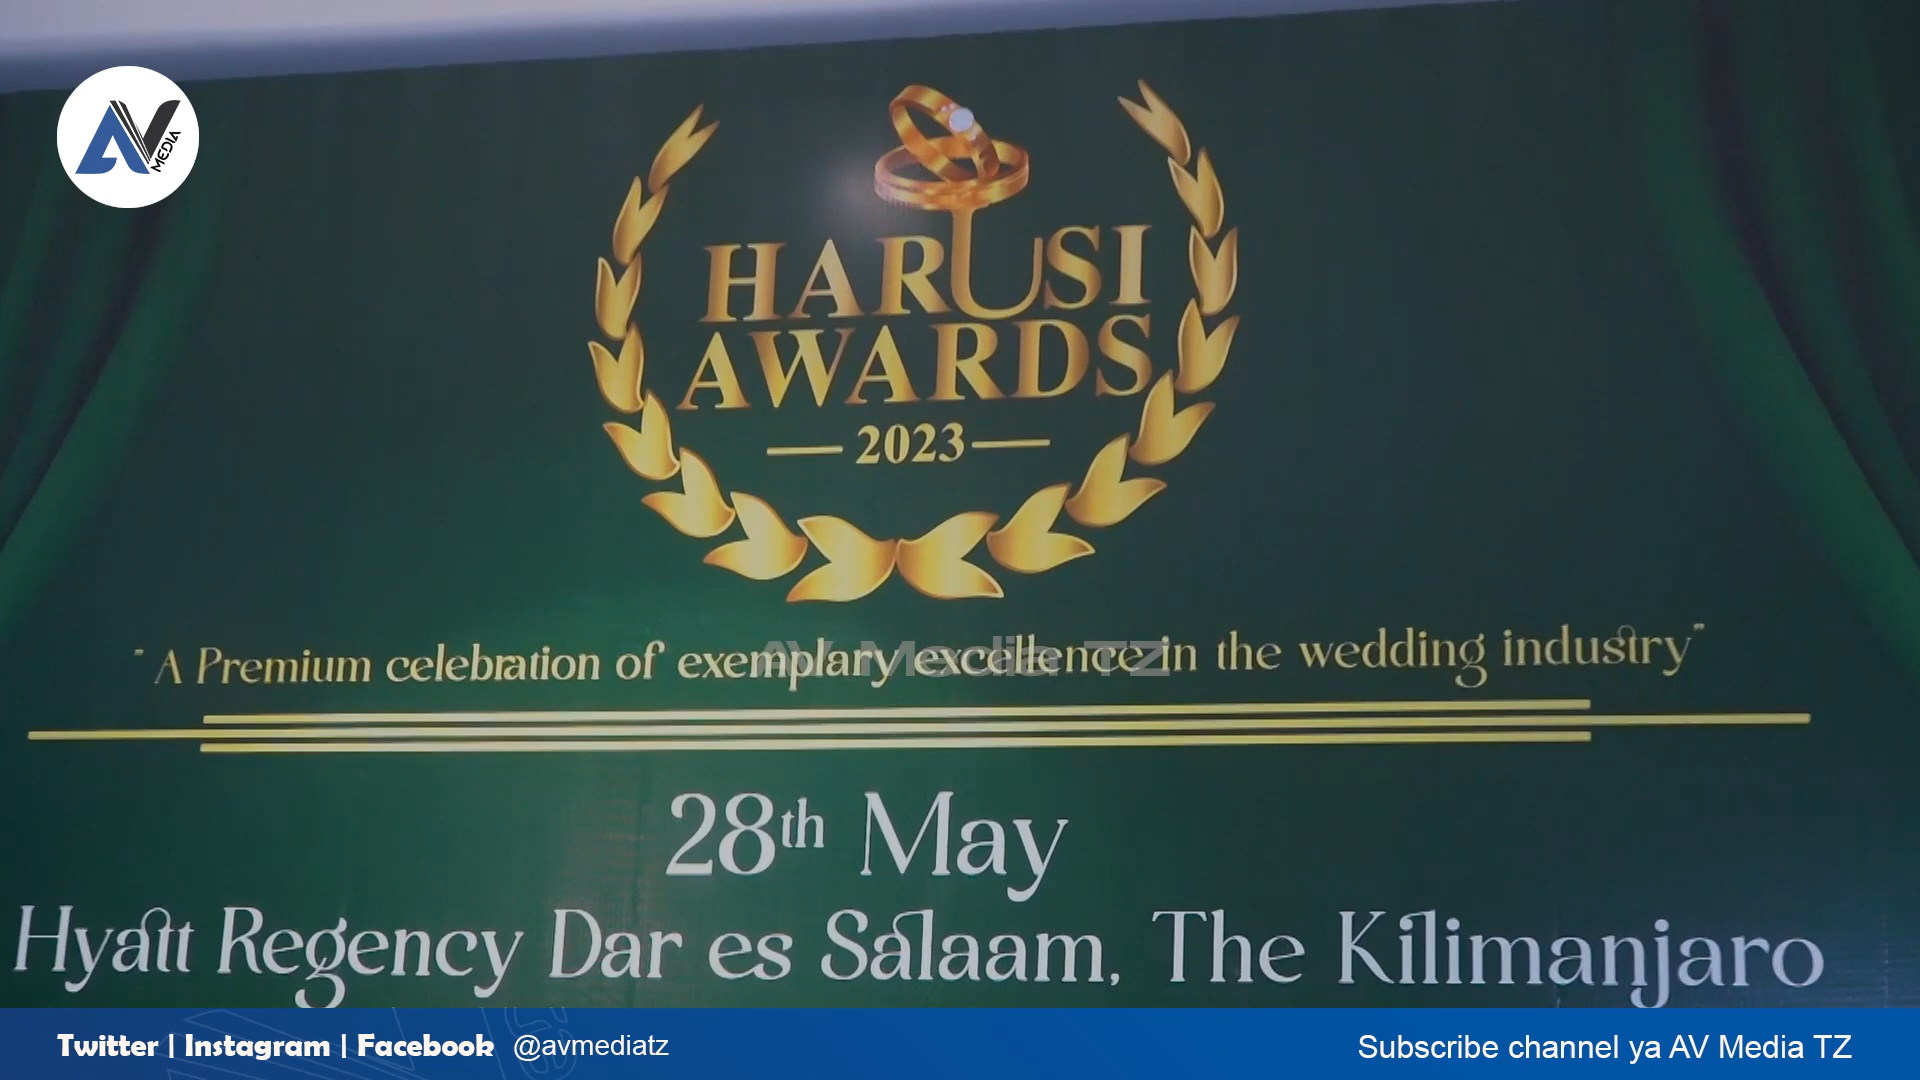 AV MEDIA
HARUSI
AWARDS
2023
"A Premium celebration of exemplary excellence in the wedding industry"
AV Media TZ
28th May
Hyatt Regency Dar es Salaam, The Kilimanjaro
Twitter | Instagram | Facebook @avmediatz
Subscribe channel ya AV Media TZ